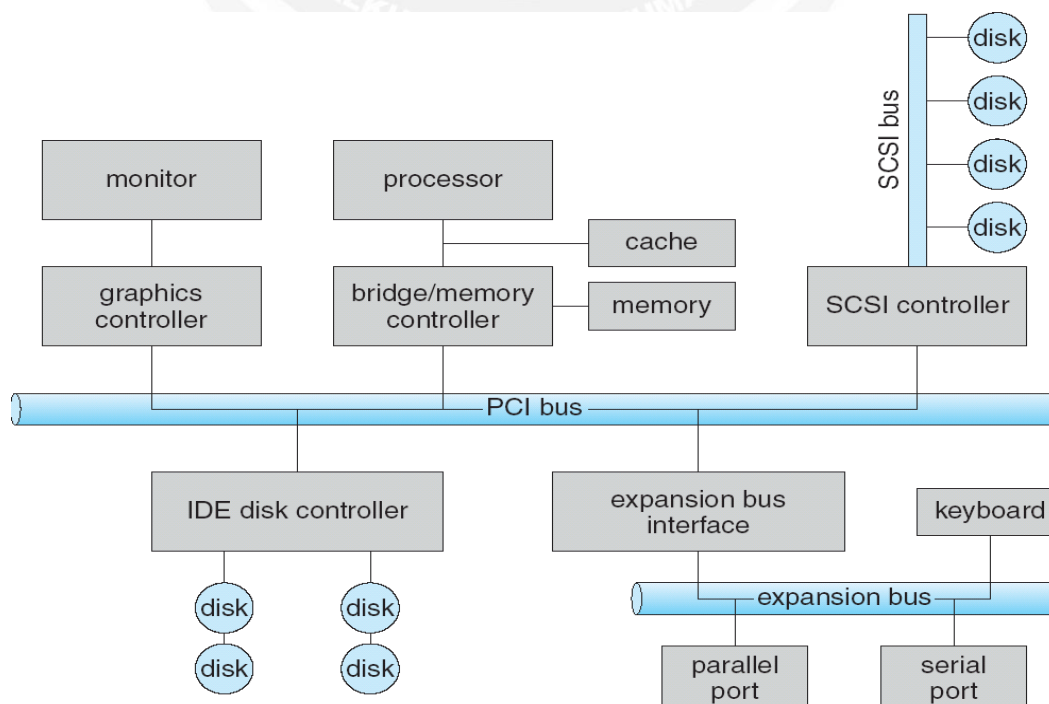 disk
disk
disk
disk
SCSI bus
monitor
processor
cache
graphics
controller
bridge/memory
controller
memory
SCSI controller
PCI bus
IDE disk controller
expansion bus
interface
keyboard
disk
disk
expansion bus
disk
disk
parallel
port
serial
port